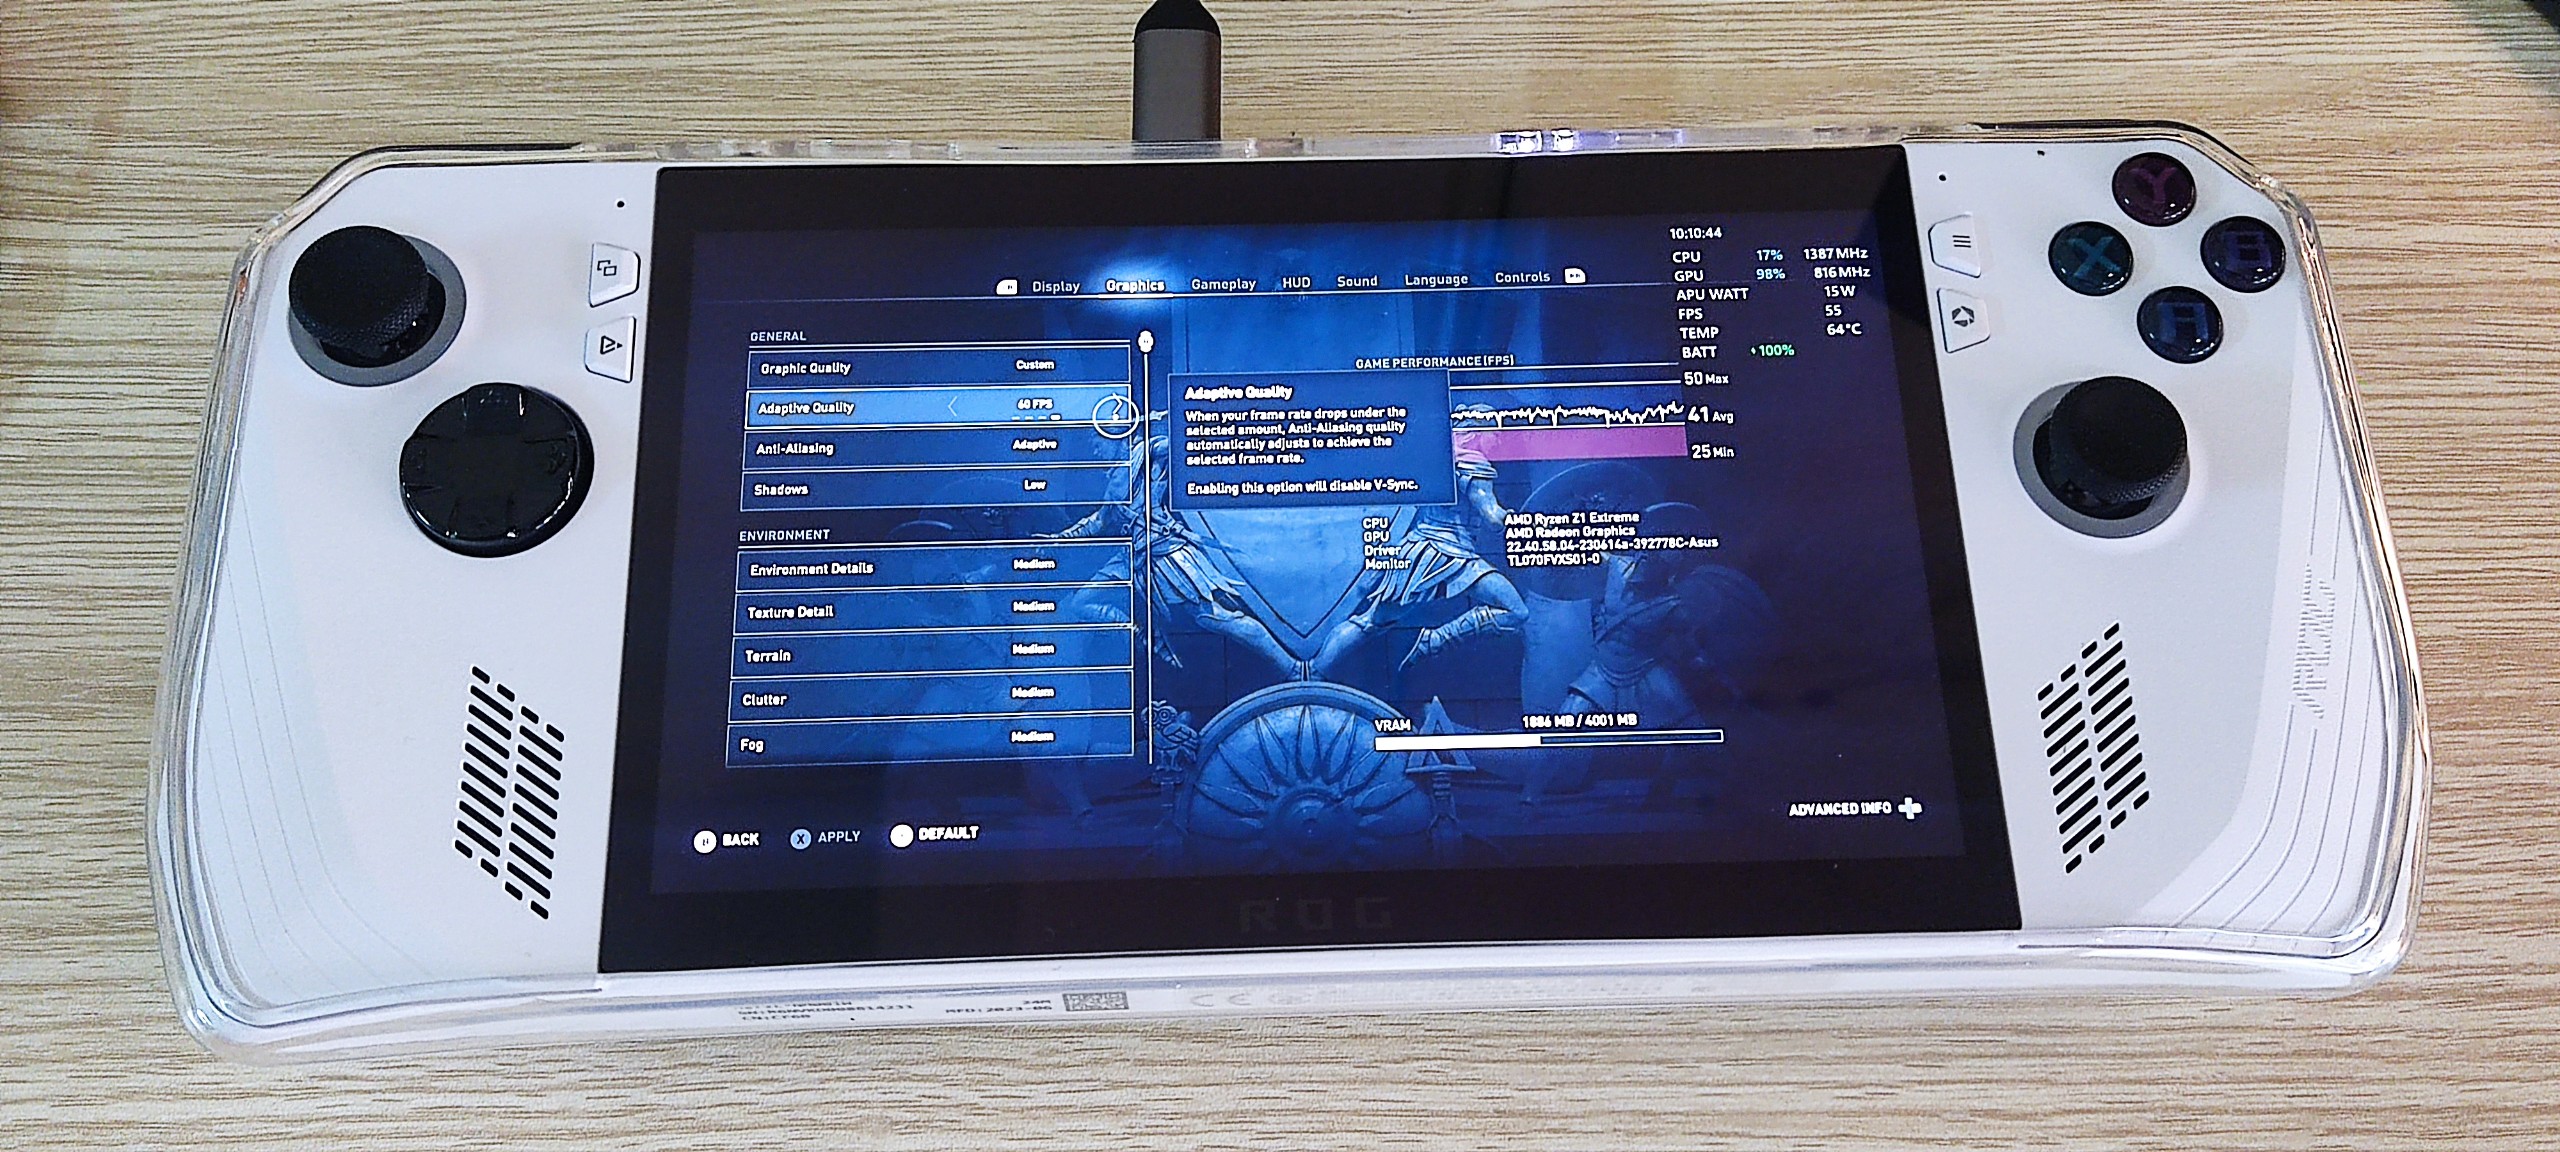 10:10:44
CPU 17% 1387 MHz
GPU 98% 816 MHz
APU WATT 15 W
FPS 55
TEMP 64°C
BATT 100%
Display Graphics Gameplay HUD Sound Language Controls
GENERAL
Graphic Quality Custom
Adaptive Quality 60 FPS
Anti-Aliasing Adaptive
Shadows Low
ENVIRONMENT
Environment Details Medium
Texture Detail Medium
Terrain Medium
Clutter Medium
Fog Medium
Adaptive Quality
When your frame rate drops under the
selected amount, Anti-Aliasing quality
automatically adjusts to achieve the
selected frame rate.
Enabling this option will disable V-Sync.
GAME PERFORMANCE (FPS)
50 Max
41 Avg
25 Min
CPU AMD Ryzen Z1 Extreme
GPU AMD Radeon Graphics
Driver 22.40.58.04-230614a-392778C-Asus
Monitor TL070FVXS01-0
VRAM 1886 MB / 4001 MB
ADVANCED INFO
BACK X APPLY DEFAULT
ROG
Y
X
B
A
MFD:2023-06
CE